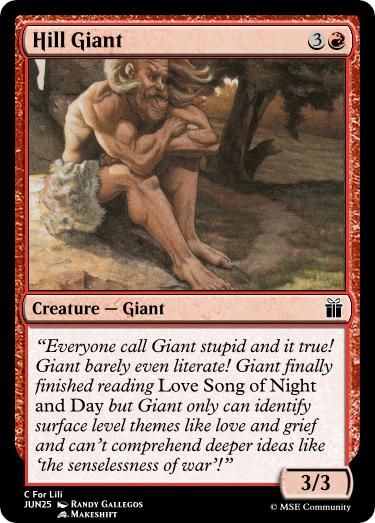 Hill Giant
3
Creature — Giant
“Everyone call Giant stupid and it true!
Giant barely even literate! Giant finally
finished reading Love Song of Night
and Day but Giant only can identify
surface level themes like love and grief
and can’t comprehend deeper ideas like
‘the senselessness of war’!”
3/3
C For Lili
JUN25 Randy Gallegos
Makeshift
© MSE Community